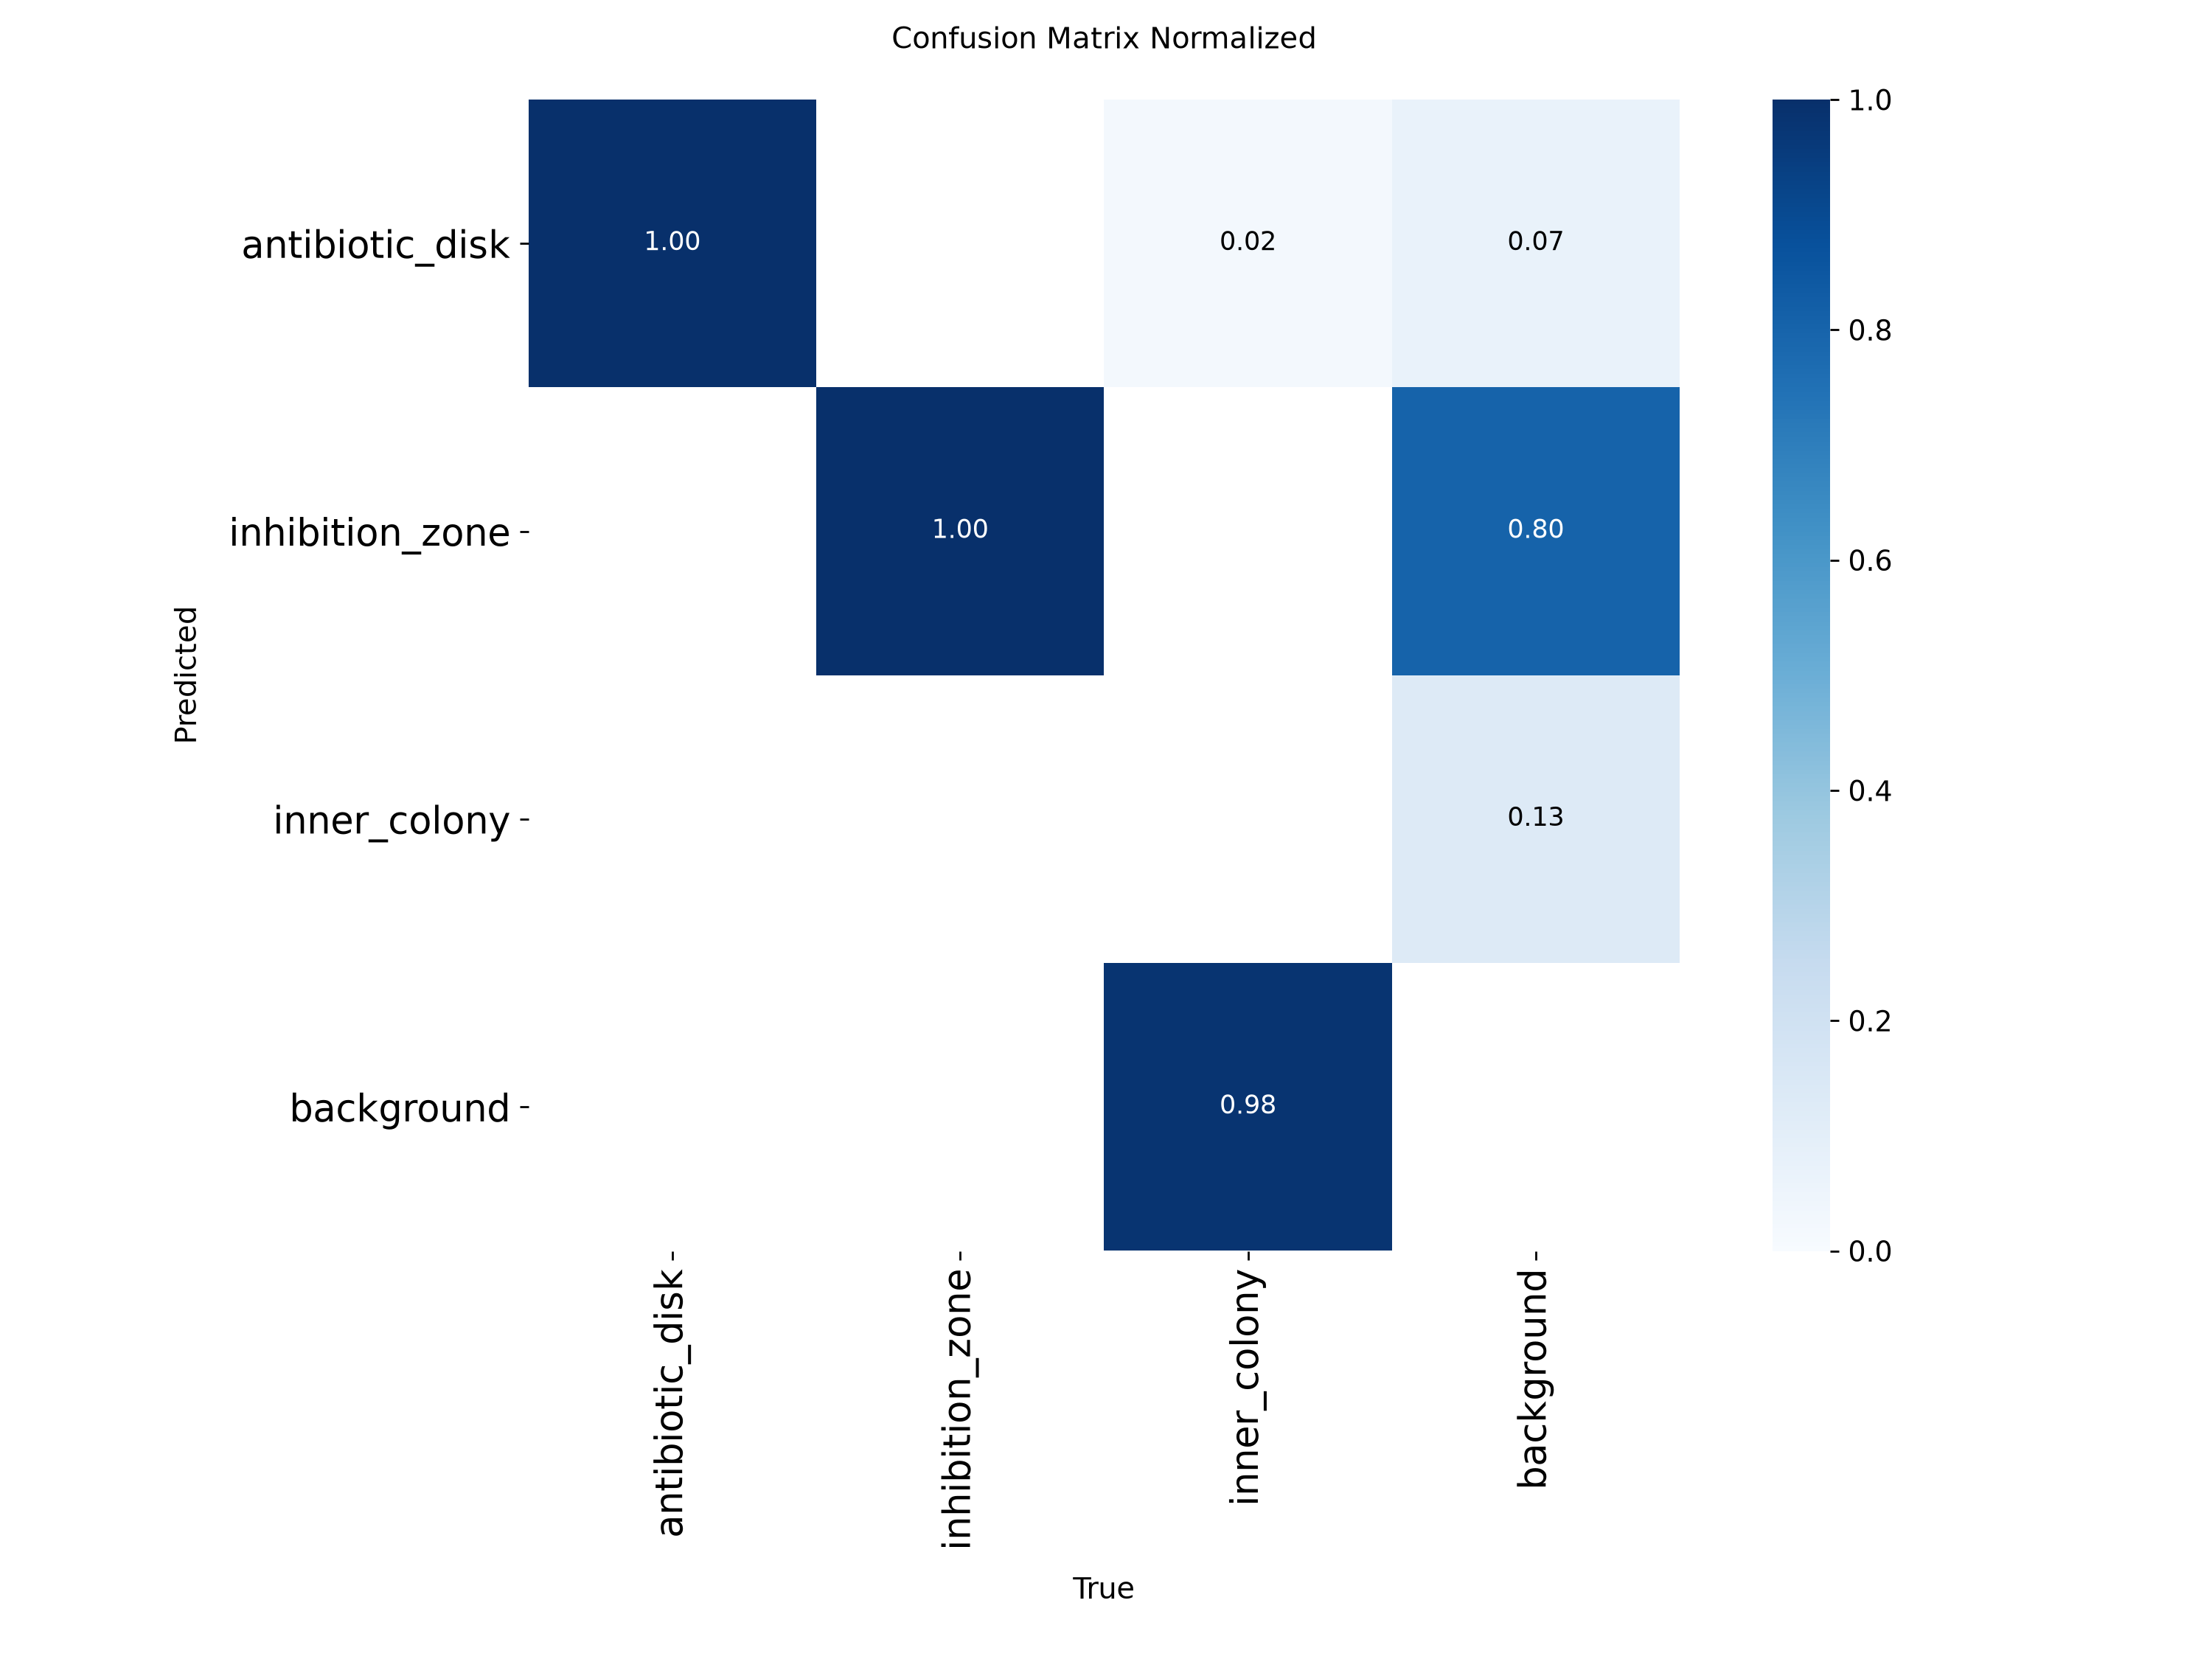 Confusion Matrix Normalized
antibiotic_disk
1.00
0.02
0.07
inhibition_zone
1.00
0.80
inner_colony
0.13
background
0.98
Predicted
antibiotic_disk
inhibition_zone
inner_colony
background
True
1.0
0.8
0.6
0.4
0.2
0.0